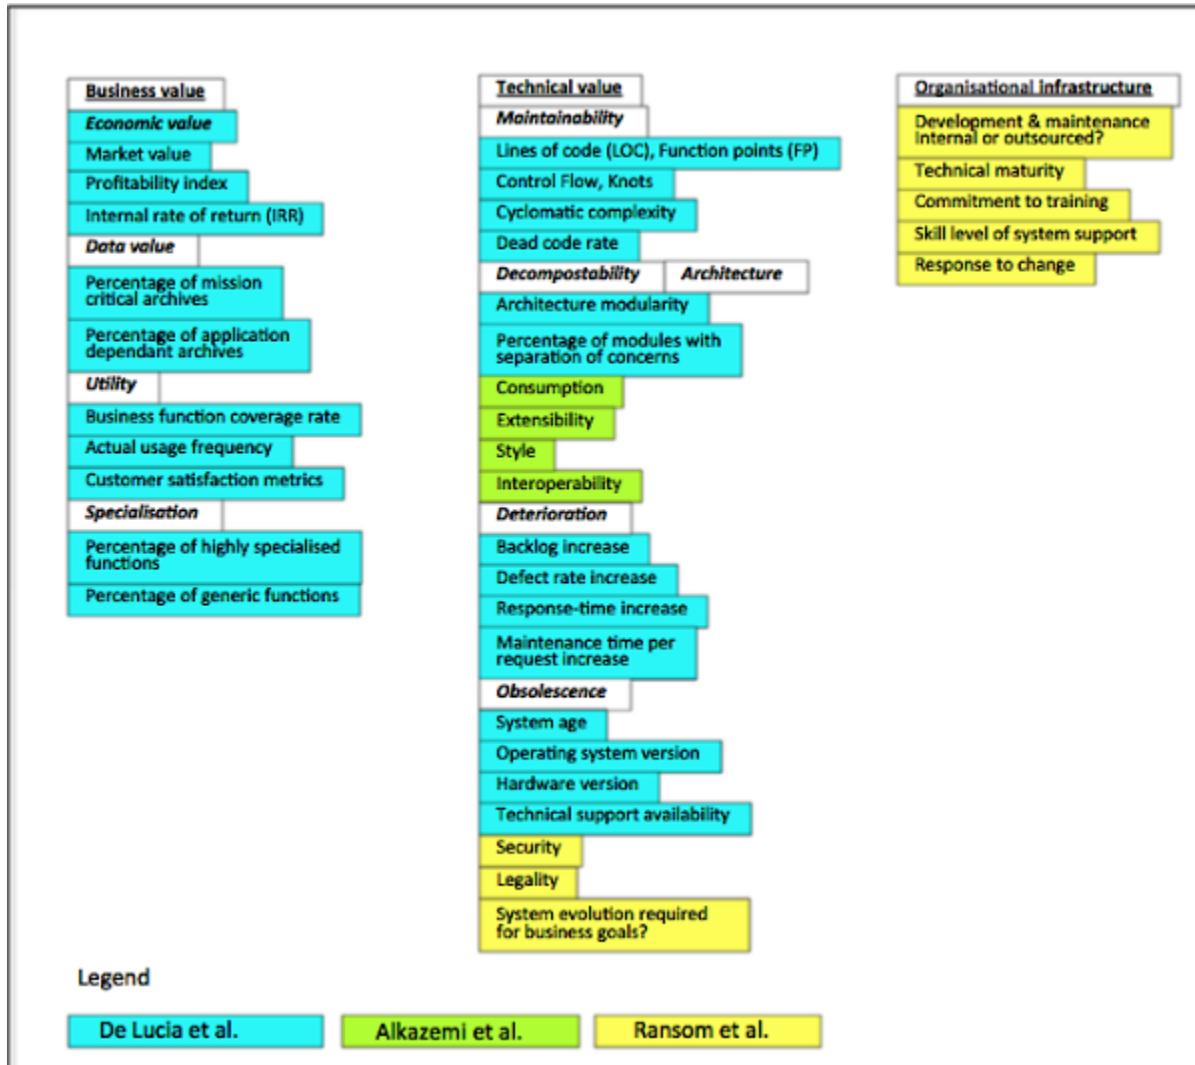 Business value
Economic value
Market value
Profitability index
Internal rate of return (IRR)
Data value
Percentage of mission
critical archives
Percentage of application
dependant archives
Utility
Business function coverage rate
Actual usage frequency
Customer satisfaction metrics
Specialisation
Percentage of highly specialised
functions
Percentage of generic functions
Technical value
Maintainability
Lines of code (LOC), Function points (FP)
Control Flow, Knots
Cyclomatic complexity
Dead code rate
Decompostability Architecture
Architecture modularity
Percentage of modules with
separation of concerns
Consumption
Extensibility
Style
Interoperability
Deterioration
Backlog increase
Defect rate increase
Response-time increase
Maintenance time per
request increase
Obsolescence
System age
Operating system version
Hardware version
Technical support availability
Security
Legality
System evolution required
for business goals?
Organisational infrastructure
Development & maintenance
Internal or outsourced?
Technical maturity
Commitment to training
Skill level of system support
Response to change
Legend
De Lucia et al.
Alkazemi et al.
Ransom et al.